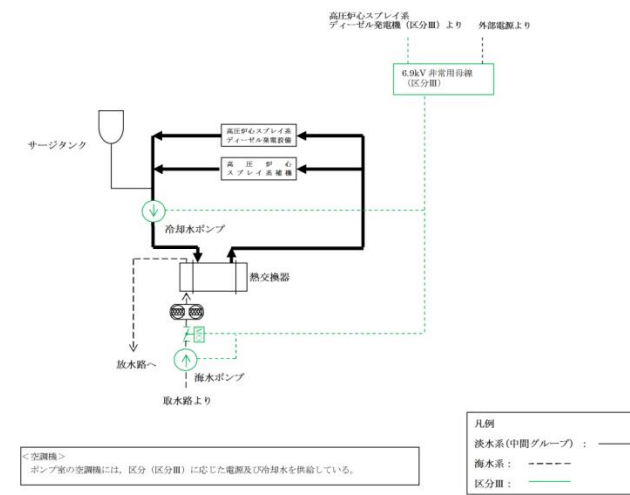 高圧炉心スプレイ系
ディーゼル発電機（区分Ⅲ）より
外部電源より
6.9kV 非常用母線
（区分Ⅲ）
サージタンク
高圧炉心スプレイ系
ディーゼル発電設備
高圧炉心
スプレイ系補機
冷却水ポンプ
熱交換器
放水路へ
海水ポンプ
取水路より
＜空調機＞
ポンプ室の空調機には、区分（区分Ⅲ）に応じた電源及び冷却水を供給している。
凡例
淡水系(中間グループ)：
海水系：
区分Ⅲ：